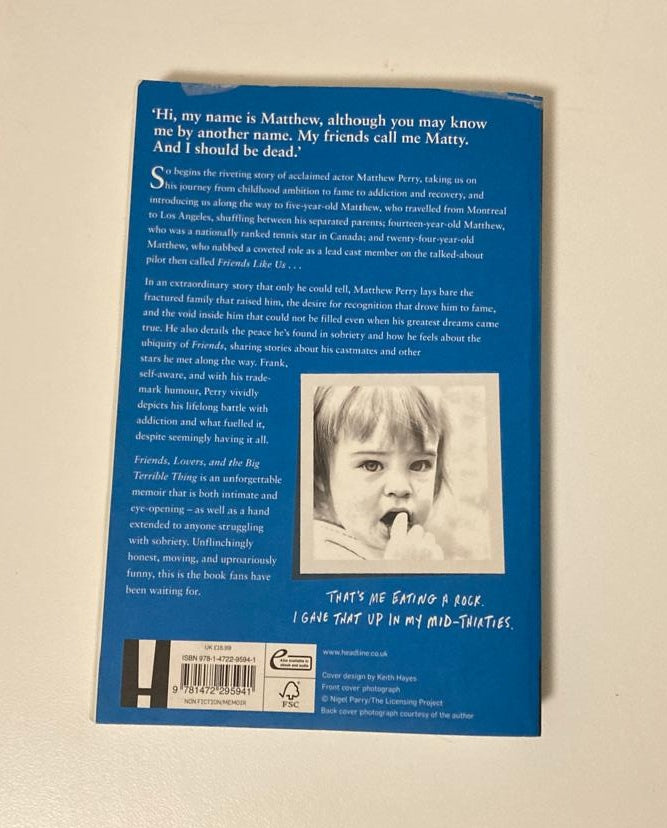 'Hi, my name is Matthew, although you may know
me by another name. My friends call me Matty.
And I should be dead.'
So begins the riveting story of acclaimed actor Matthew Perry, taking us on
his journey from childhood ambition to fame to addiction and recovery, and
introducing us along the way to five-year-old Matthew, who travelled from Montreal
to Los Angeles, shuffling between his separated parents; fourteen-year-old Matthew,
who was a nationally ranked tennis star in Canada; and twenty-four-year-old
Matthew, who nabbed a coveted role as a lead cast member on the talked-about
pilot then called Friends Like Us . . .
In an extraordinary story that only he could tell, Matthew Perry lays bare the
fractured family that raised him, the desire for recognition that drove him to fame,
and the void inside him that could not be filled even when his greatest dreams came
true. He also details the peace he's found in sobriety and how he feels about the
ubiquity of Friends, sharing stories about his castmates and other
stars he met along the way. Frank,
self-aware, and with his trade-
mark humour, Perry vividly
depicts his lifelong battle with
addiction and what fuelled it,
despite seemingly having it all.
Friends, Lovers, and the Big
Terrible Thing is an unforgettable
memoir that is both intimate and
eye-opening – as well as a hand
extended to anyone struggling
with sobriety. Unflinchingly
honest, moving, and uproariously
funny, this is the book fans have
been waiting for.
THAT'S ME EATING A ROCK.
I GAVE THAT UP IN MY MID-THIRTIES.
UK £16.99
ISBN 978-1-4722-9594-1
9 781472 295941
NON FICTION/MEMOIR
Also available in
ebook and audio
FSC
www.headline.co.uk
Cover design by Keith Hayes
Front cover photograph
© Nigel Parry/The Licensing Project
Back cover photograph courtesy of the author